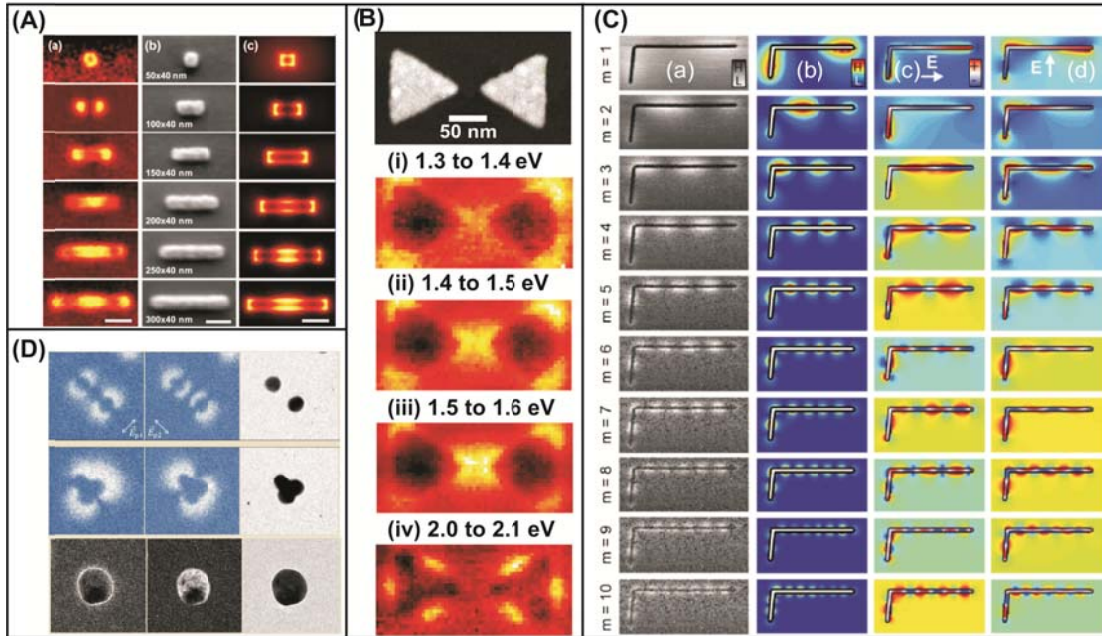 (A)
(a) (b) (c)
50x40 nm
100x40 nm
150x40 nm
200x40 nm
250x40 nm
300x40 nm
(B)
50 nm
(i) 1.3 to 1.4 eV
(ii) 1.4 to 1.5 eV
(iii) 1.5 to 1.6 eV
(iv) 2.0 to 2.1 eV
(C)
m = 1
(a) (b) (c) (d)
H
L
H
L
E
E
+
-
m = 2
m = 3
m = 4
m = 5
m = 6
m = 7
m = 8
m = 9
m = 10
(D)